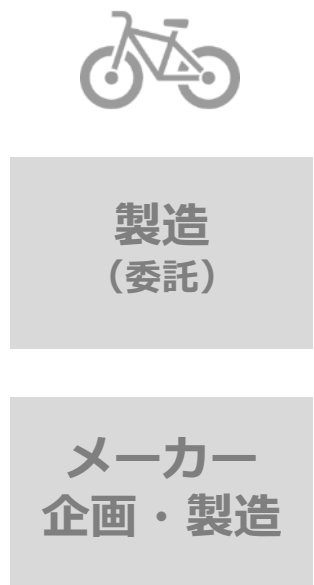 製造
（委託）
メーカー
企画・製造